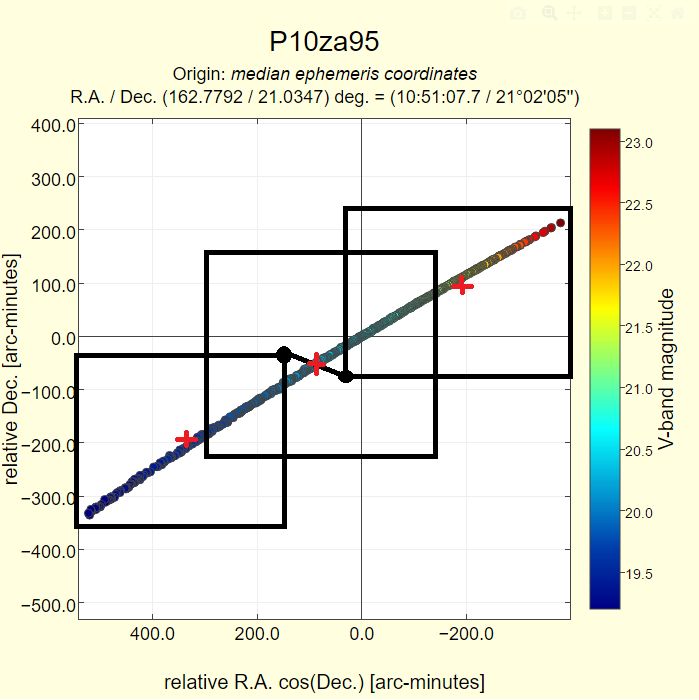 P10za95
Origin: median ephemeris coordinates
R.A. / Dec. (162.7792 / 21.0347) deg. = (10:51:07.7 / 21°02'05")
400.0
300.0
200.0
100.0
0.0
−100.0
−200.0
−300.0
−400.0
−500.0
relative Dec. [arc-minutes]
400.0 200.0 0.0 −200.0
relative R.A. cos(Dec.) [arc-minutes]
23.0
22.5
22.0
21.5
21.0
20.5
20.0
19.5
V-band magnitude